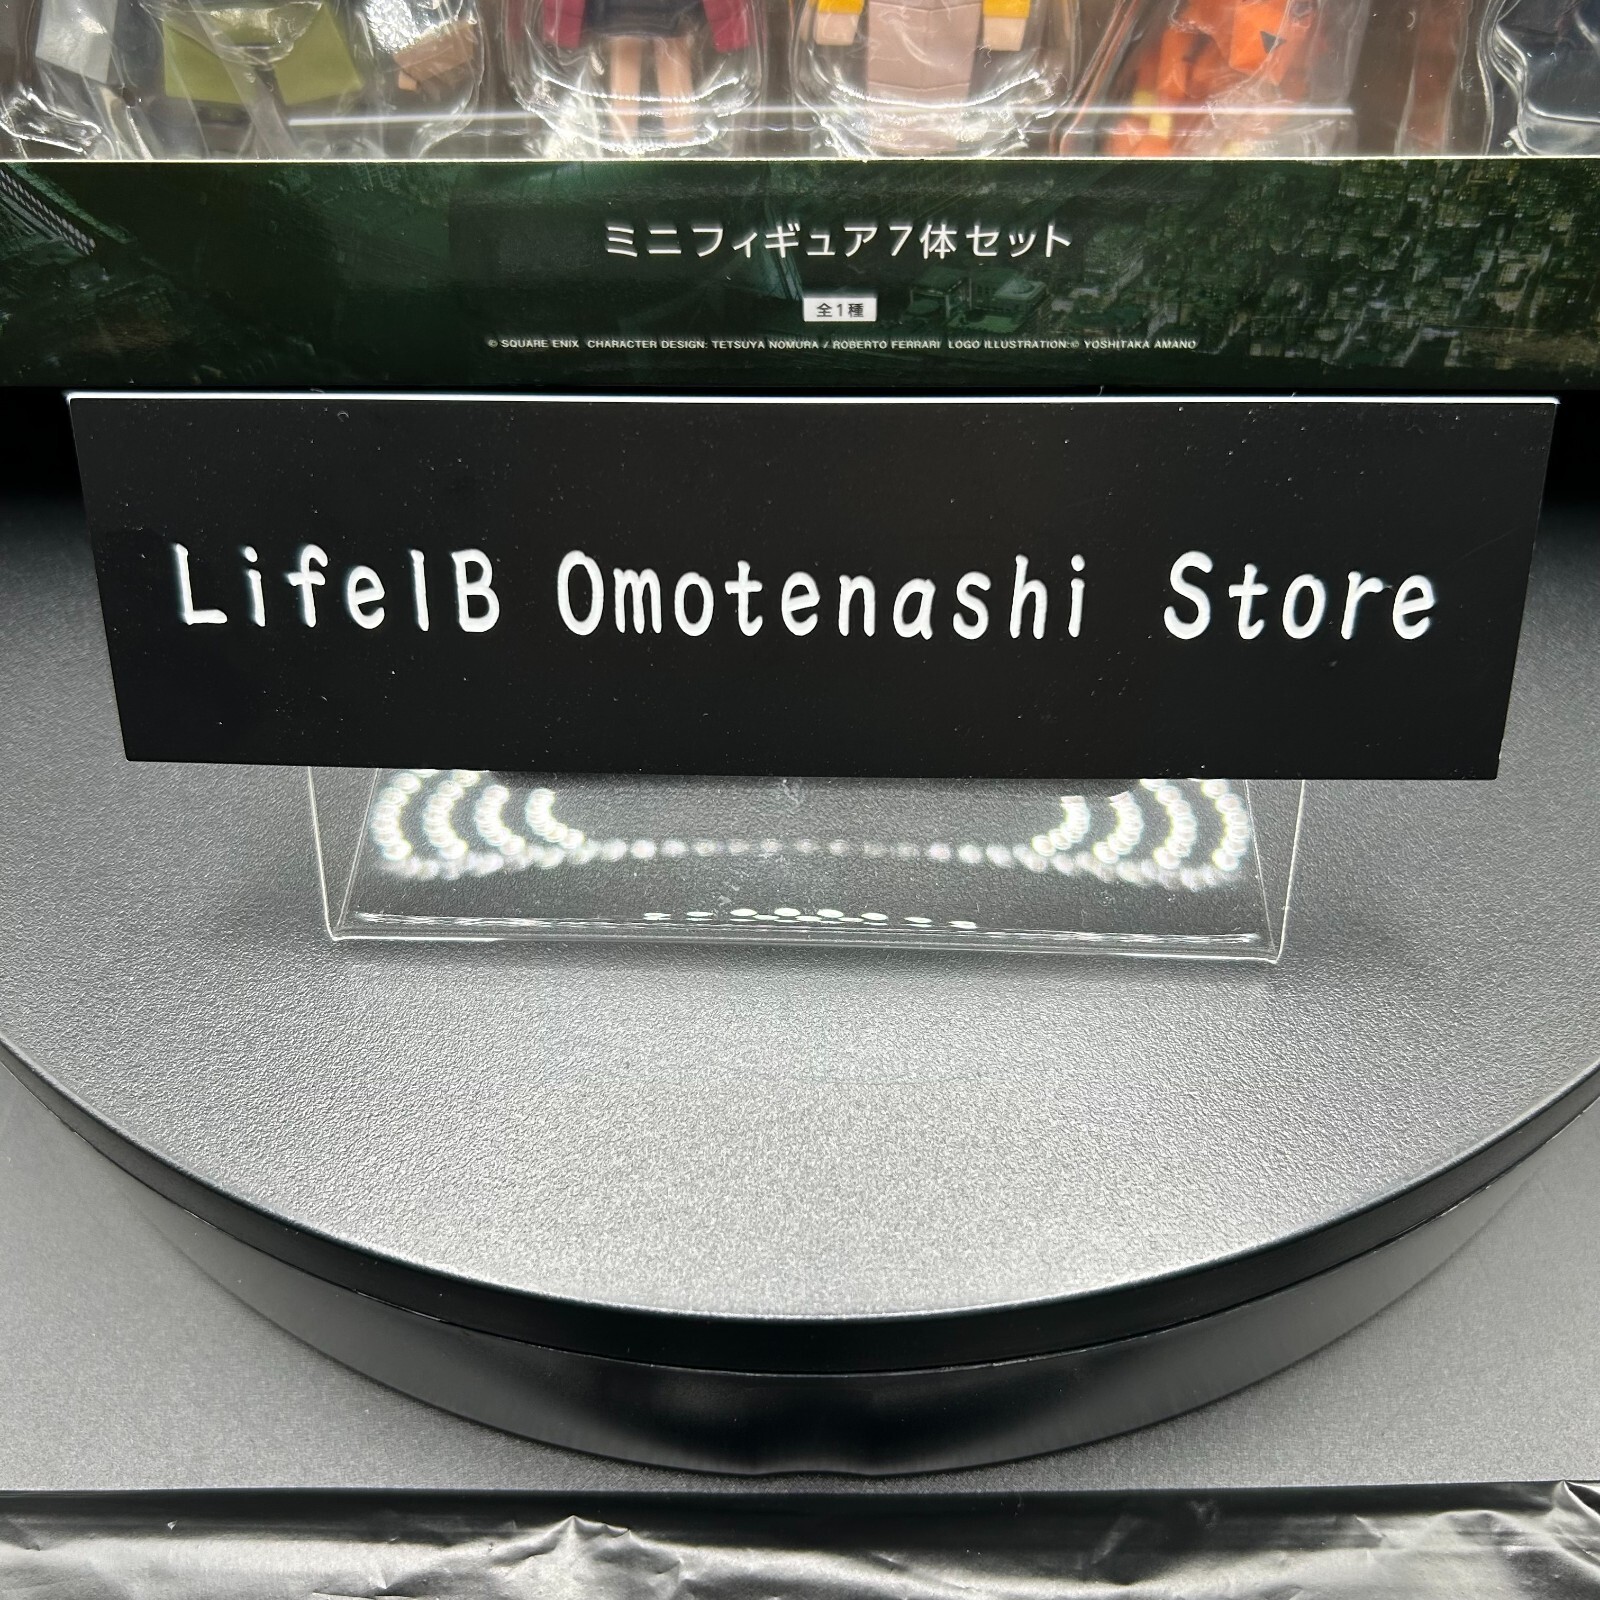 ミニフィギュア7体セット
全1種
© SQUARE ENIX CHARACTER DESIGN: TETSUYA NOMURA / ROBERTO FERRARI LOGO ILLUSTRATION:© YOSHITAKA AMANO
LifeIB Omotenashi Store